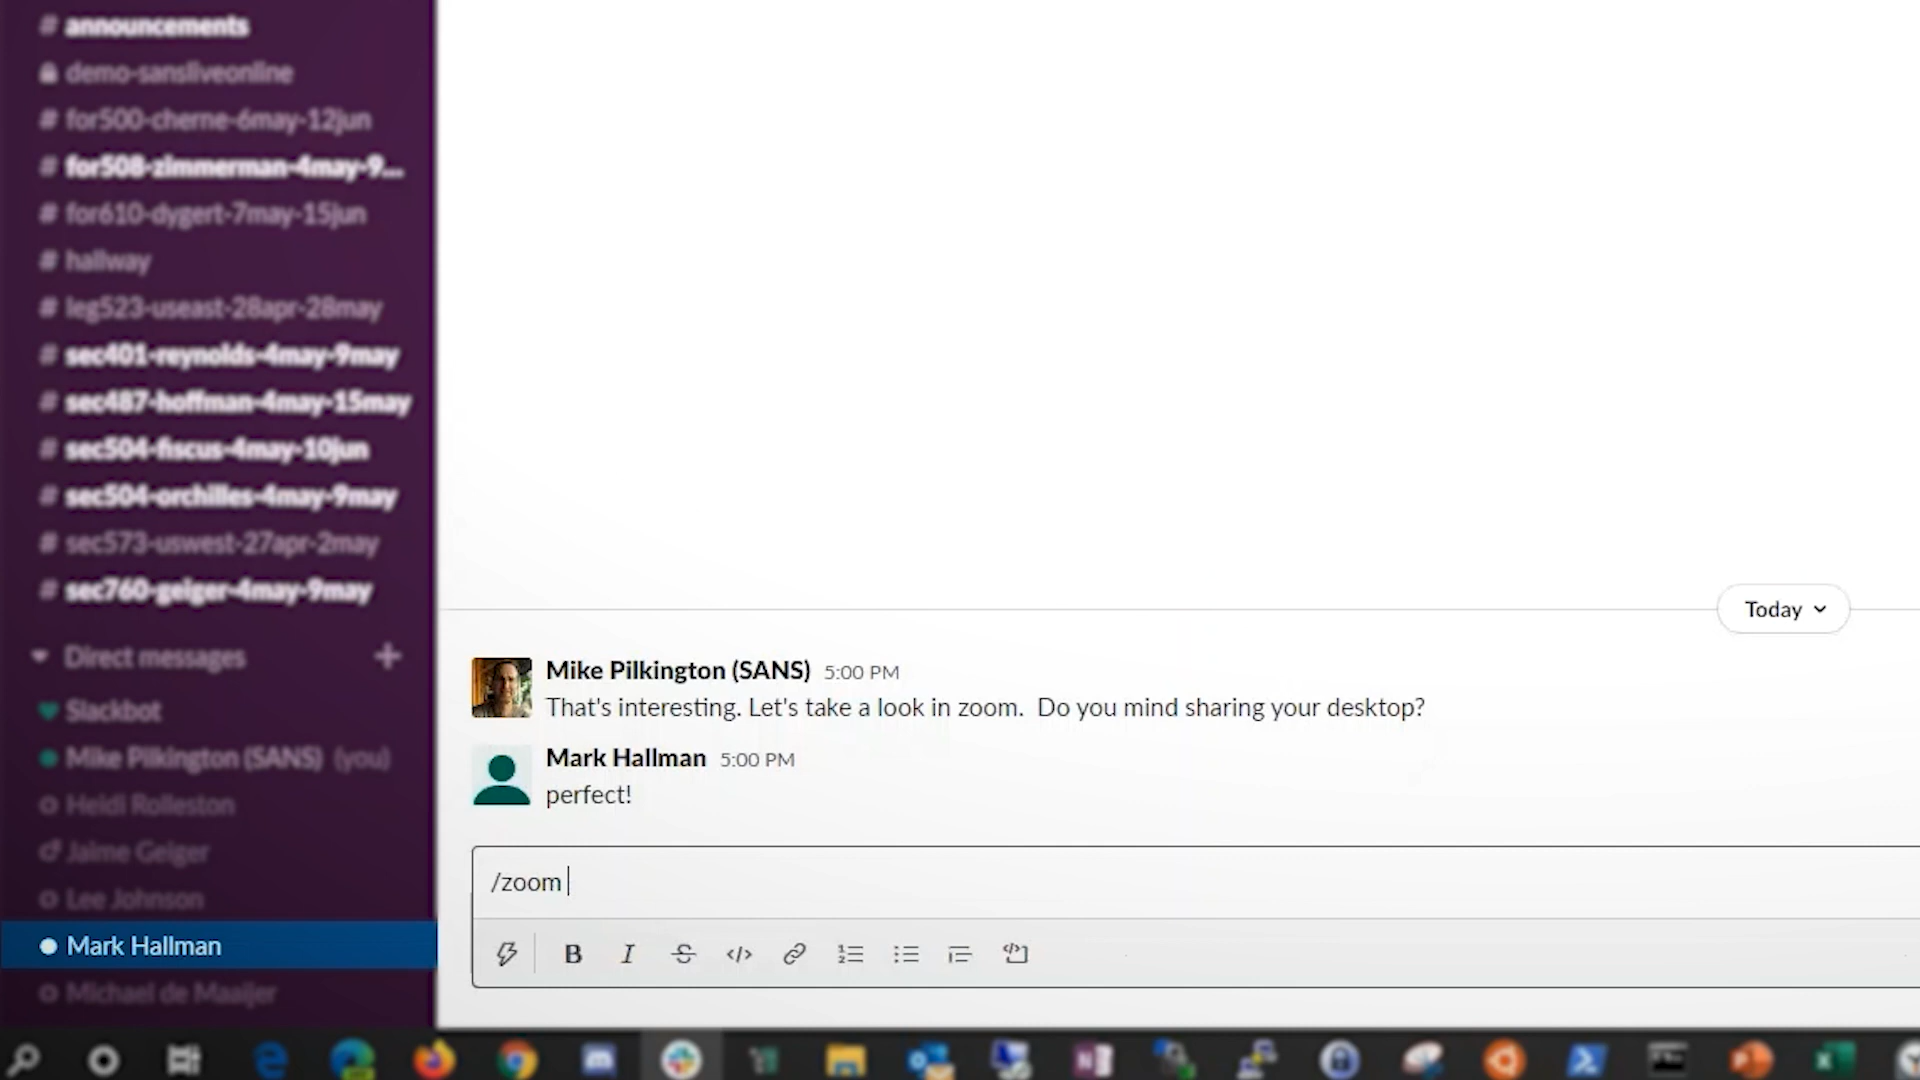 # announcements
demo-sansliveonline
# for500-cherne-6may-12jun
# for508-zimmerman-4may-9...
# for610-dygert-7may-15jun
# hallway
# leg523-useast-28apr-28may
# sec401-reynolds-4may-9may
# sec487-hoffman-4may-15may
# sec504-fiscus-4may-10jun
# sec504-orchilles-4may-9may
# sec573-uswest-27apr-2may
# sec760-geiger-4may-9may
Direct messages +
Slackbot
Mike Pilkington (SANS) (you)
Heidi Rolleston
Jaime Geiger
Lee Johnson
Mark Hallman
Michael de Maaijer
Today
Mike Pilkington (SANS) 5:00 PM
That's interesting. Let's take a look in zoom.  Do you mind sharing your desktop?
Mark Hallman 5:00 PM
perfect!
/zoom
B I S </>